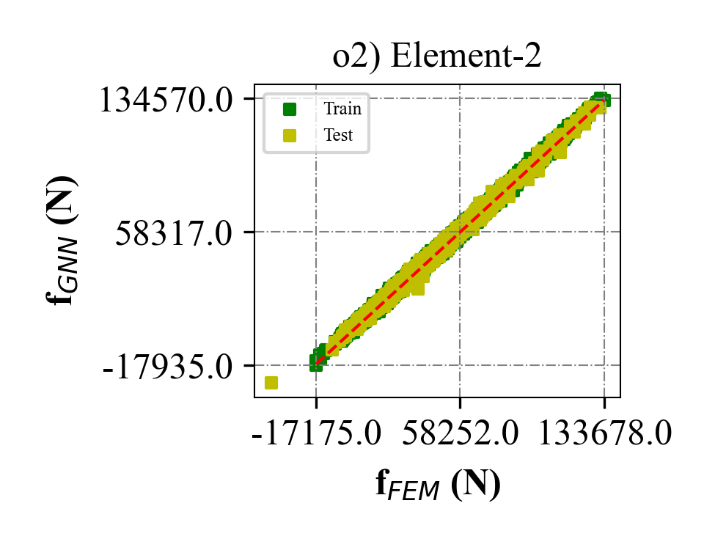 o2) Element-2
134570.0
Train
Test
f_GNN (N)
58317.0
-17935.0
-17175.0 58252.0 133678.0
f_FEM (N)